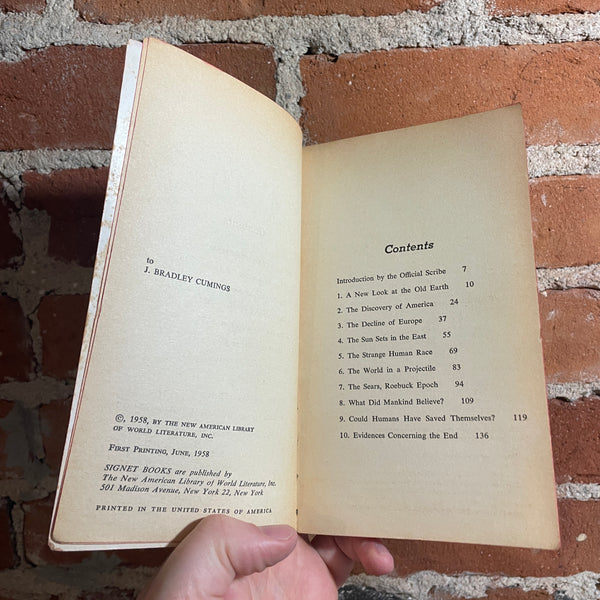 to
J. BRADLEY CUMINGS
©, 1958, BY THE NEW AMERICAN LIBRARY
OF WORLD LITERATURE, INC.
FIRST PRINTING, JUNE, 1958
SIGNET BOOKS are published by
The New American Library of World Literature, Inc.
501 Madison Avenue, New York 22, New York
PRINTED IN THE UNITED STATES OF AMERICA
Contents
Introduction by the Official Scribe 7
1. A New Look at the Old Earth 10
2. The Discovery of America 24
3. The Decline of Europe 37
4. The Sun Sets in the East 55
5. The Strange Human Race 69
6. The World in a Projectile 83
7. The Sears, Roebuck Epoch 94
8. What Did Mankind Believe? 109
9. Could Humans Have Saved Themselves? 119
10. Evidences Concerning the End 136